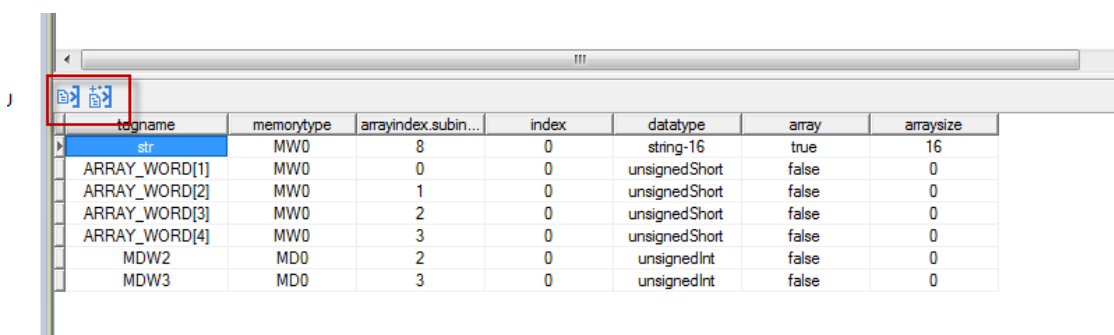 tagname memorytype arrayindex.subin... index datatype array arraysize
str MW0 8 0 string-16 true 16
ARRAY_WORD[1] MW0 0 0 unsignedShort false 0
ARRAY_WORD[2] MW0 1 0 unsignedShort false 0
ARRAY_WORD[3] MW0 2 0 unsignedShort false 0
ARRAY_WORD[4] MW0 3 0 unsignedShort false 0
MDW2 MD0 2 0 unsignedInt false 0
MDW3 MD0 3 0 unsignedInt false 0